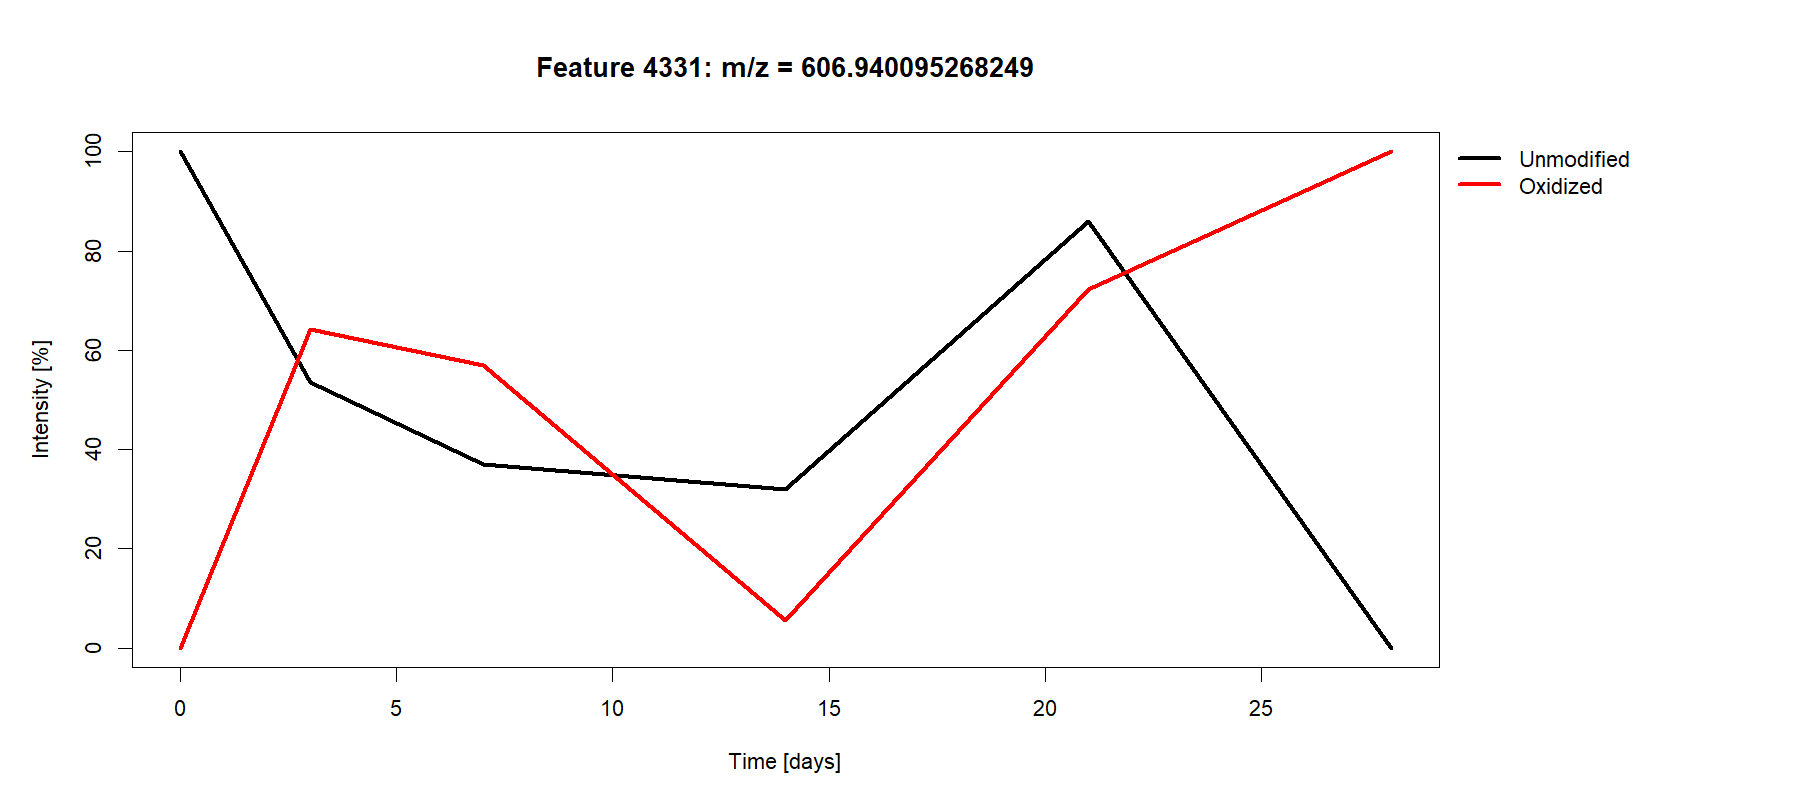 Feature 4331: m/z = 606.940095268249
Unmodified
Oxidized
Intensity [%]
100
80
60
40
20
0
0 5 10 15 20 25
Time [days]